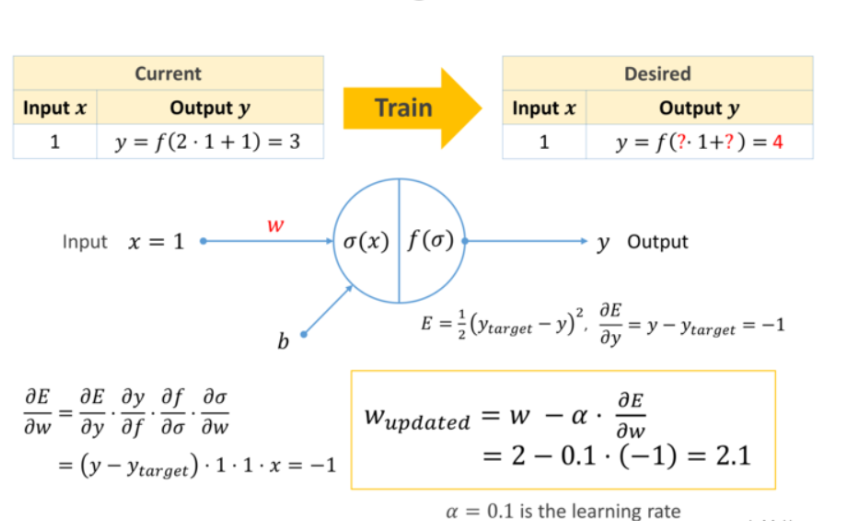 Current
Input x Output y
1 y = f(2 · 1 + 1) = 3
Train
Desired
Input x Output y
1 y = f(?· 1+?) = 4
w
Input x = 1 σ(x) f(σ) y Output
b
E = ½(y_target − y)², ∂E/∂y = y − y_target = −1
∂E/∂w = ∂E/∂y · ∂y/∂f · ∂f/∂σ · ∂σ/∂w
= (y − y_target) · 1 · 1 · x = −1
w_updated = w − α · ∂E/∂w
= 2 − 0.1 · (−1) = 2.1
α = 0.1 is the learning rate